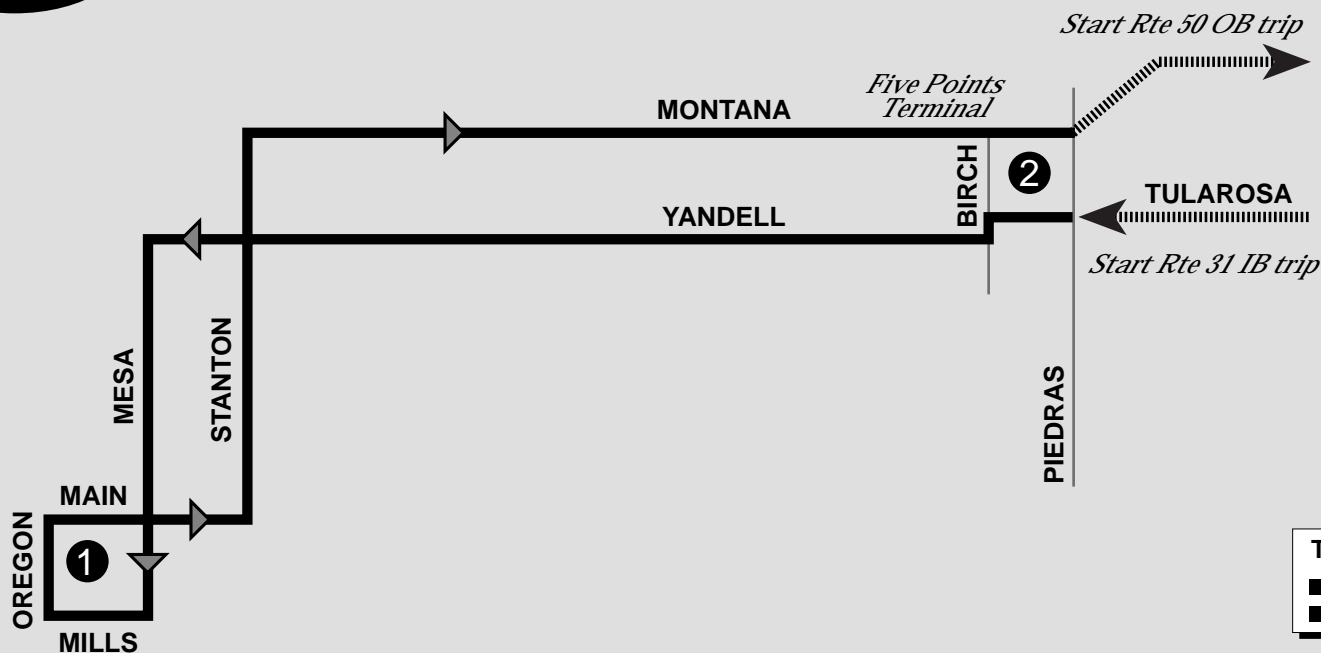 Start Rte 50 OB trip
Five Points
Terminal
MONTANA
BIRCH
2
TULAROSA
YANDELL
Start Rte 31 IB trip
MESA
STANTON
PIEDRAS
MAIN
OREGON
1
MILLS
T